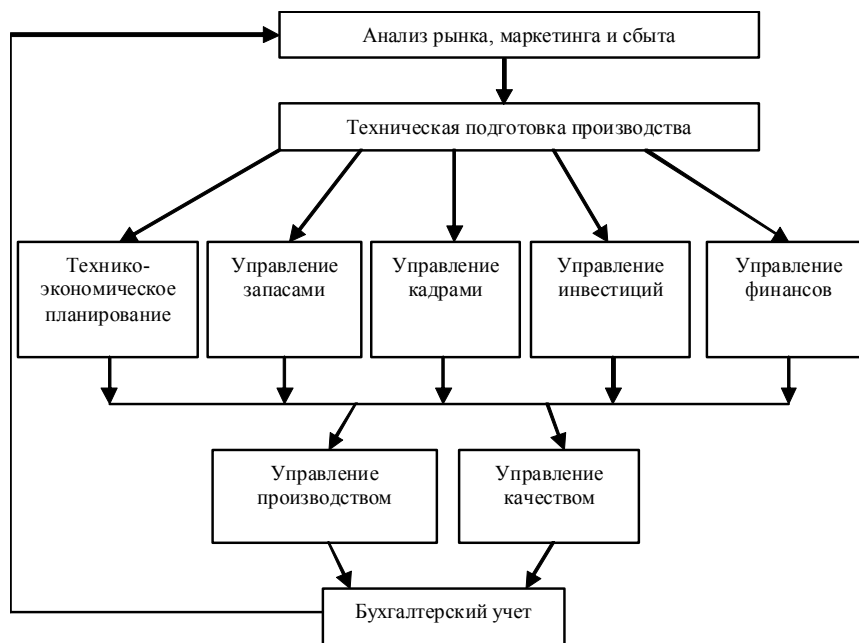 Анализ рынка, маркетинга и сбыта
Техническая подготовка производства
Технико-
экономическое
планирование
Управление
запасами
Управление
кадрами
Управление
инвестиций
Управление
финансов
Управление
производством
Управление
качеством
Бухгалтерский учет